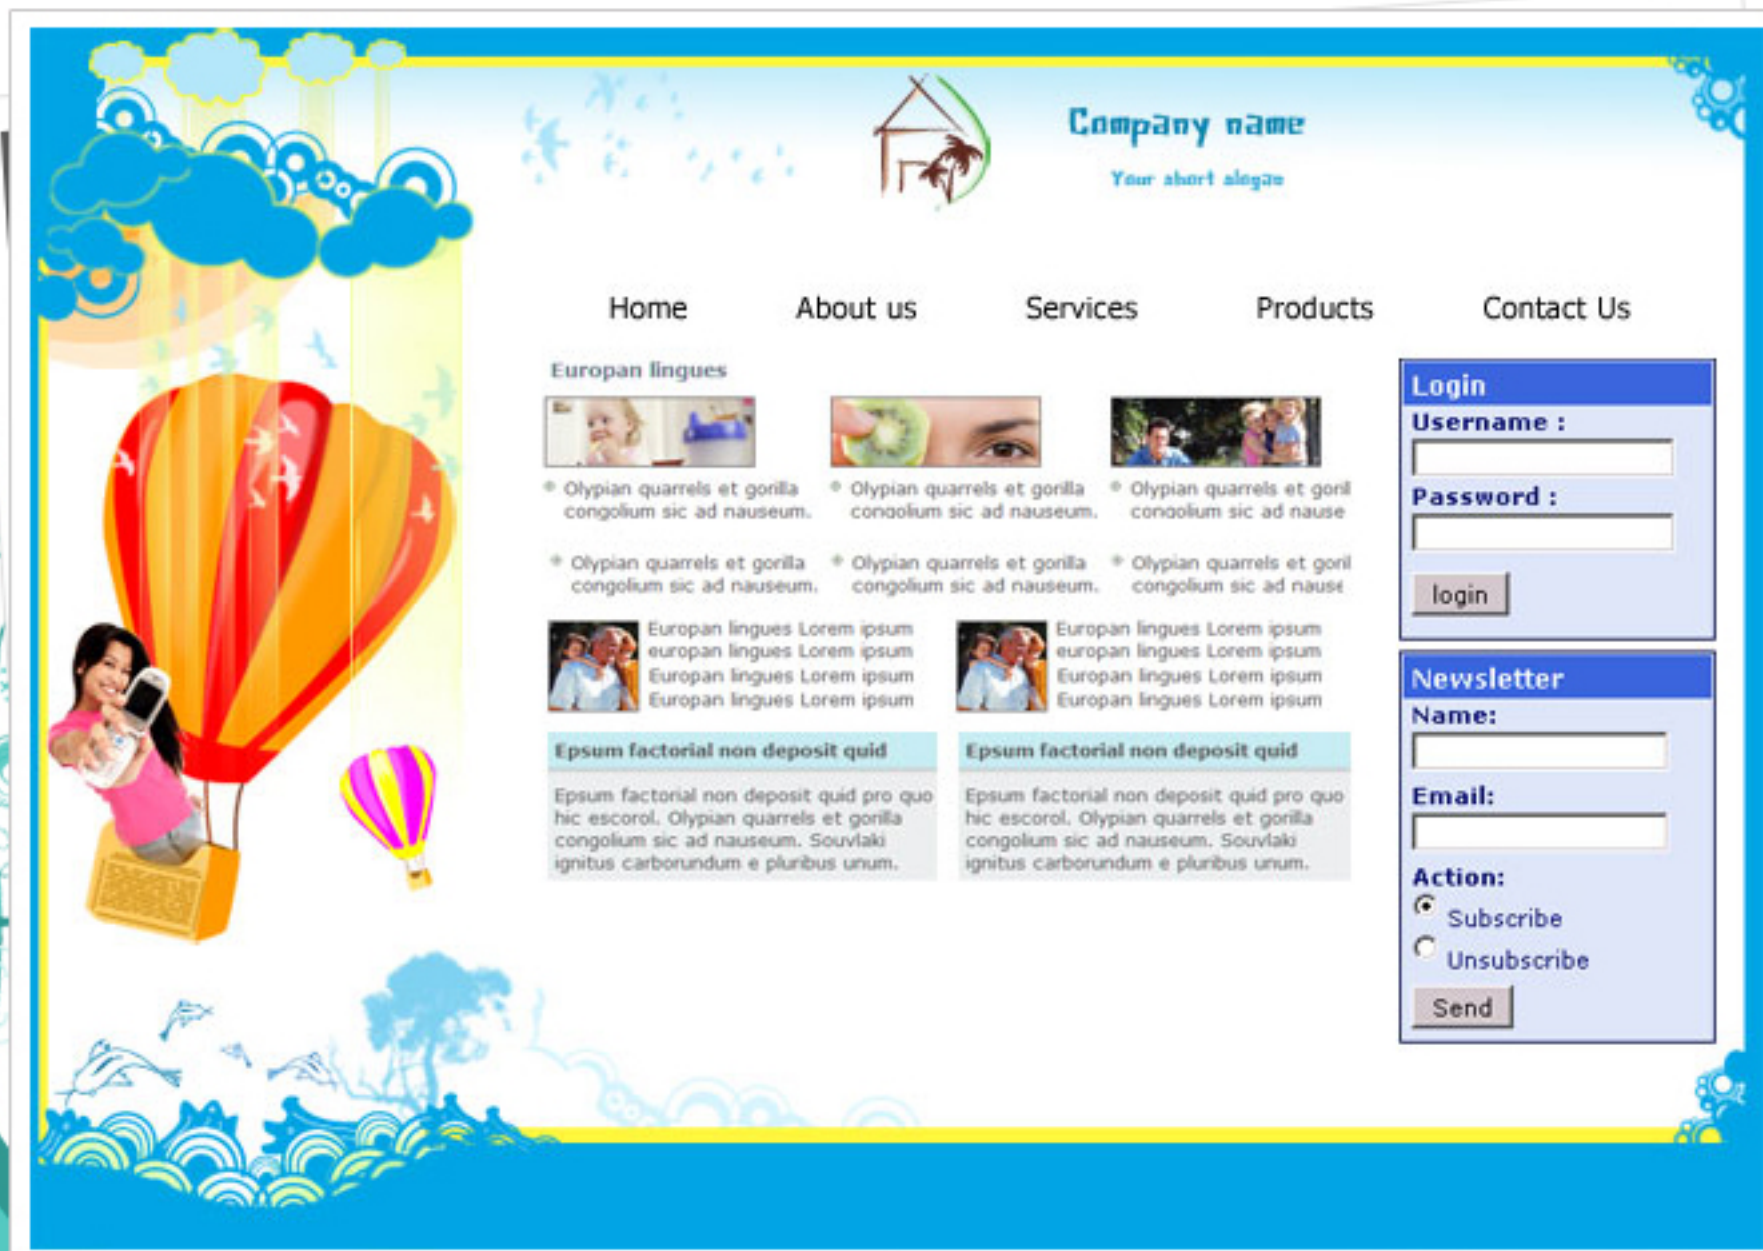 Company name
Your short slogan
Home About us Services Products Contact Us
Europan lingues
Olypian quarrels et gorilla
congolium sic ad nauseum.
Olypian quarrels et gorilla
congolium sic ad nauseum.
Olypian quarrels et goril
congolium sic ad nause
Olypian quarrels et gorilla
congolium sic ad nauseum.
Olypian quarrels et gorilla
congolium sic ad nauseum.
Olypian quarrels et goril
congolium sic ad nause
Europan lingues Lorem ipsum
europan lingues Lorem ipsum
Europan lingues Lorem ipsum
Europan lingues Lorem ipsum
Europan lingues Lorem ipsum
europan lingues Lorem ipsum
Europan lingues Lorem ipsum
Europan lingues Lorem ipsum
Epsum factorial non deposit quid
Epsum factorial non deposit quid pro quo
hic escorol. Olypian quarrels et gorilla
congolium sic ad nauseum. Souvlaki
ignitus carborundum e pluribus unum.
Epsum factorial non deposit quid
Epsum factorial non deposit quid pro quo
hic escorol. Olypian quarrels et gorilla
congolium sic ad nauseum. Souvlaki
ignitus carborundum e pluribus unum.
Login
Username :
Password :
login
Newsletter
Name:
Email:
Action:
Subscribe
Unsubscribe
Send